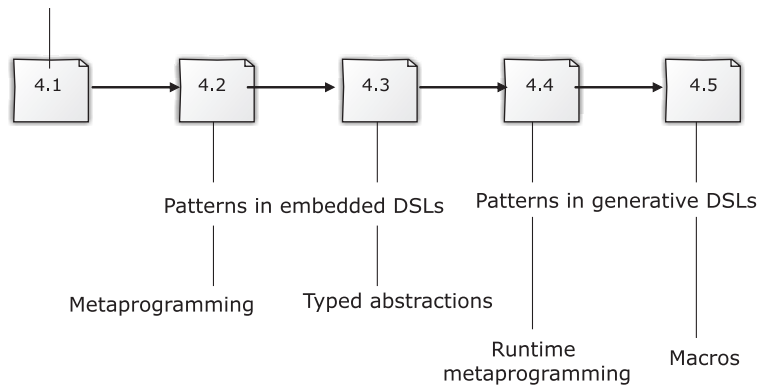 4.1
4.2
4.3
4.4
4.5
Patterns in embedded DSLs
Patterns in generative DSLs
Metaprogramming
Typed abstractions
Runtime
metaprogramming
Macros